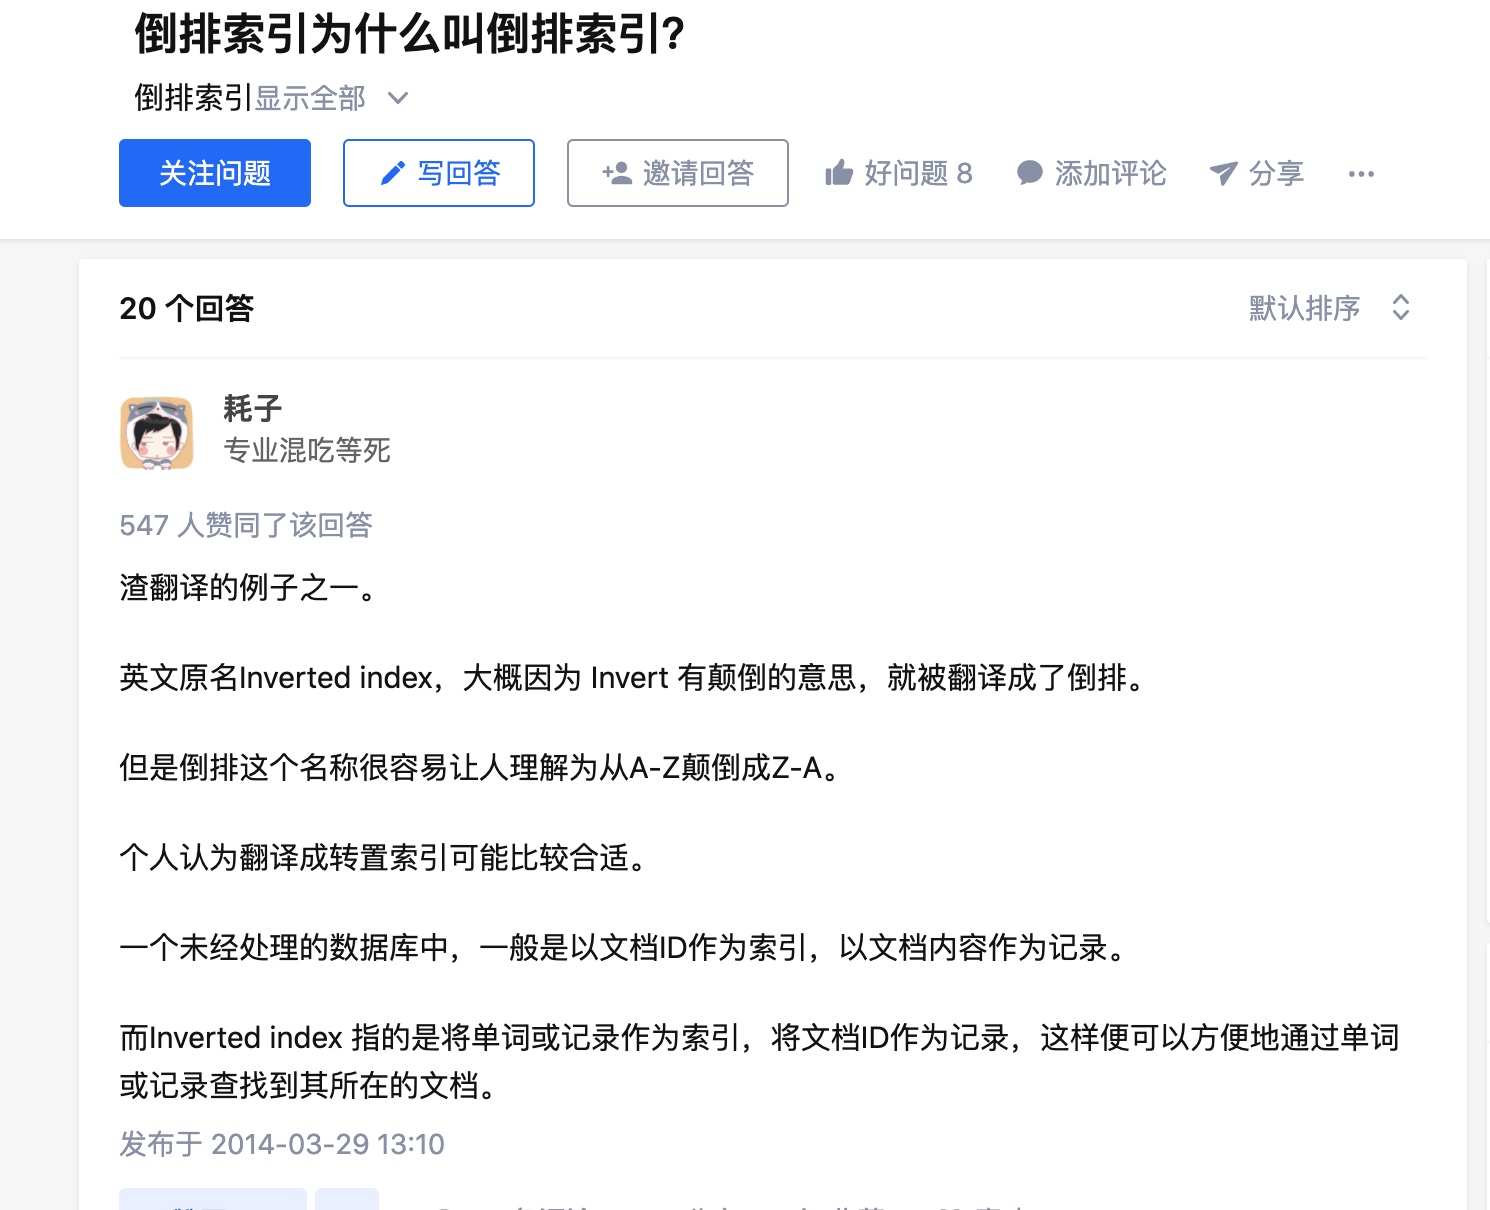 倒排索引为什么叫倒排索引?
倒排索引显示全部
关注问题 写回答 邀请回答 好问题 8 添加评论 分享 ···
20 个回答 默认排序
耗子
专业混吃等死
547 人赞同了该回答
渣翻译的例子之一。
英文原名Inverted index，大概因为 Invert 有颠倒的意思，就被翻译成了倒排。
但是倒排这个名称很容易让人理解为从A-Z颠倒成Z-A。
个人认为翻译成转置索引可能比较合适。
一个未经处理的数据库中，一般是以文档ID作为索引，以文档内容作为记录。
而Inverted index 指的是将单词或记录作为索引，将文档ID作为记录，这样便可以方便地通过单词
或记录查找到其所在的文档。
发布于 2014-03-29 13:10